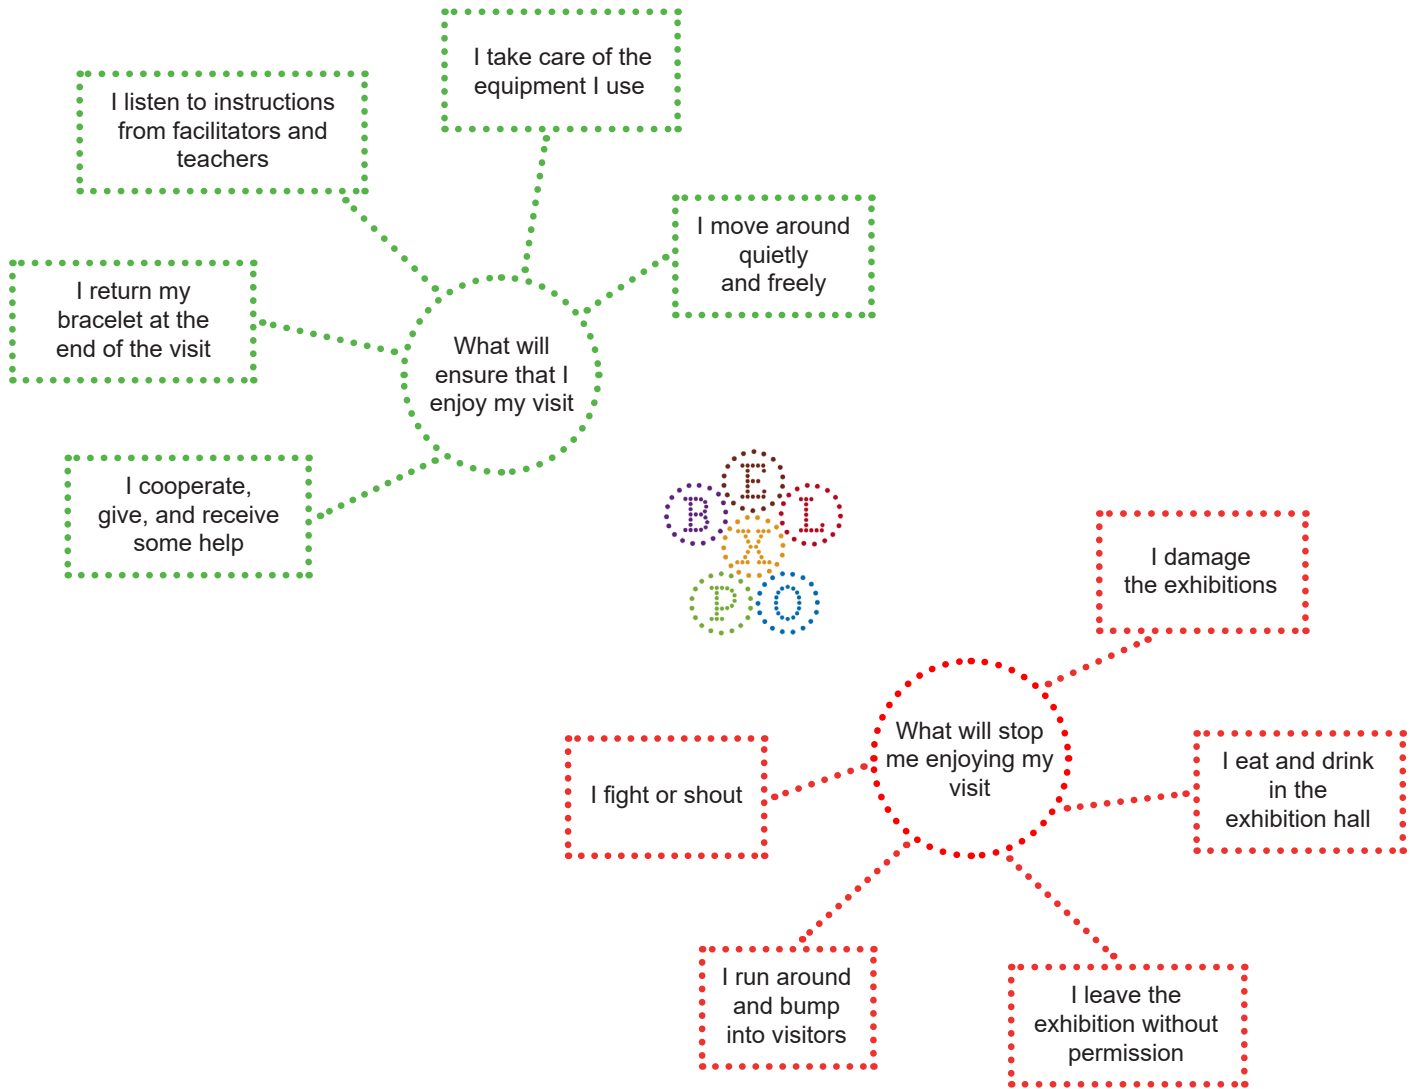 I take care of the
equipment I use
I listen to instructions
from facilitators and
teachers
I move around
quietly
and freely
I return my
bracelet at the
end of the visit
What will
ensure that I
enjoy my visit
I cooperate,
give, and receive
some help
B E L
X
P O
I damage
the exhibitions
What will stop
me enjoying my
visit
I fight or shout
I eat and drink
in the
exhibition hall
I run around
and bump
into visitors
I leave the
exhibition without
permission